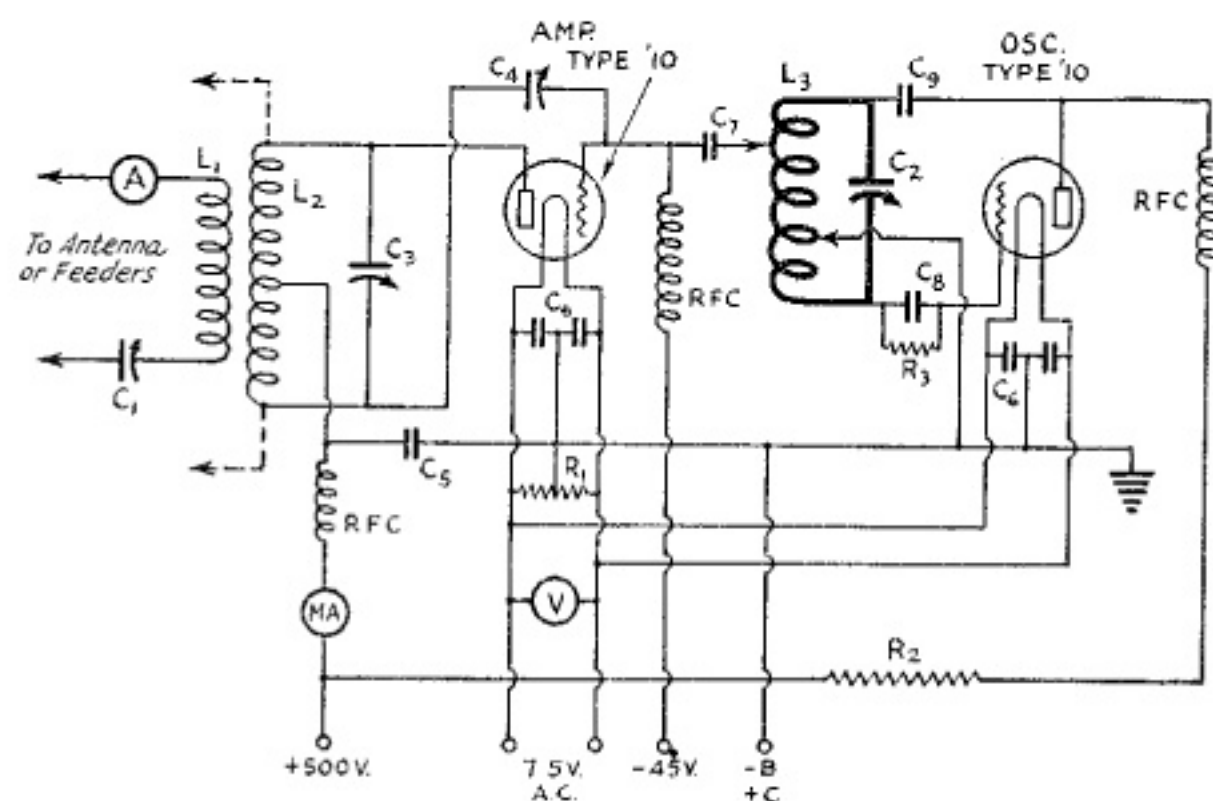 AMP.
TYPE '10
OSC.
TYPE '10
C4
L3
C9
C7
L1
A
L2
C2
RFC
To Antenna
or Feeders
C3
C6
RFC
C8
R3
C1
C6
C5
R1
RFC
MA
V
R2
+500V.
7.5V.
A.C.
-45V.
-B
+C